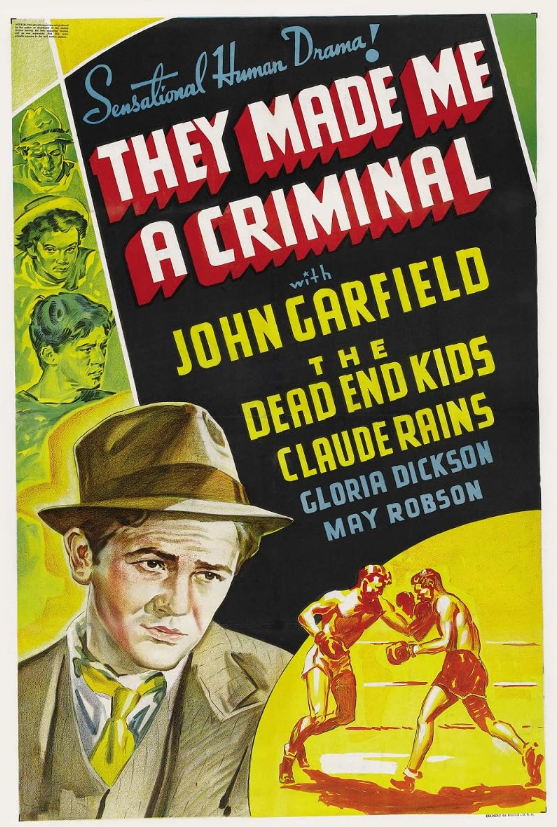 Sensational Human Drama!
THEY MADE ME
A CRIMINAL
with
JOHN GARFIELD
THE
DEAD END KIDS
CLAUDE RAINS
GLORIA DICKSON
MAY ROBSON